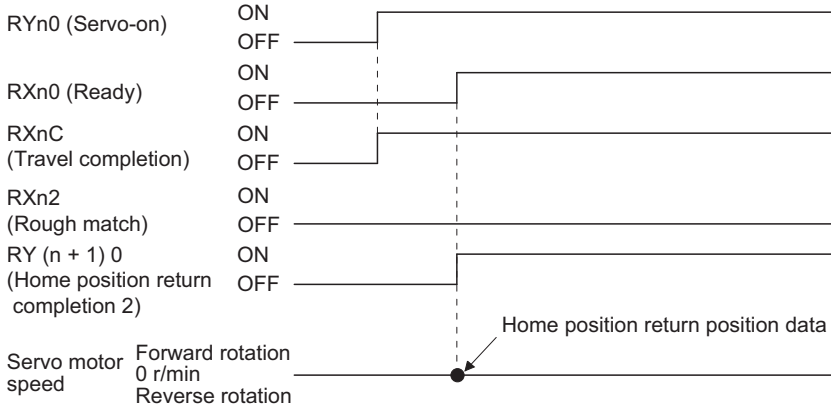 RYn0 (Servo-on)
ON
OFF
RXn0 (Ready)
ON
OFF
RXnC
(Travel completion)
ON
OFF
RXn2
(Rough match)
ON
OFF
RY (n + 1) 0
(Home position return
completion 2)
ON
OFF
Home position return position data
Servo motor
speed
Forward rotation
0 r/min
Reverse rotation